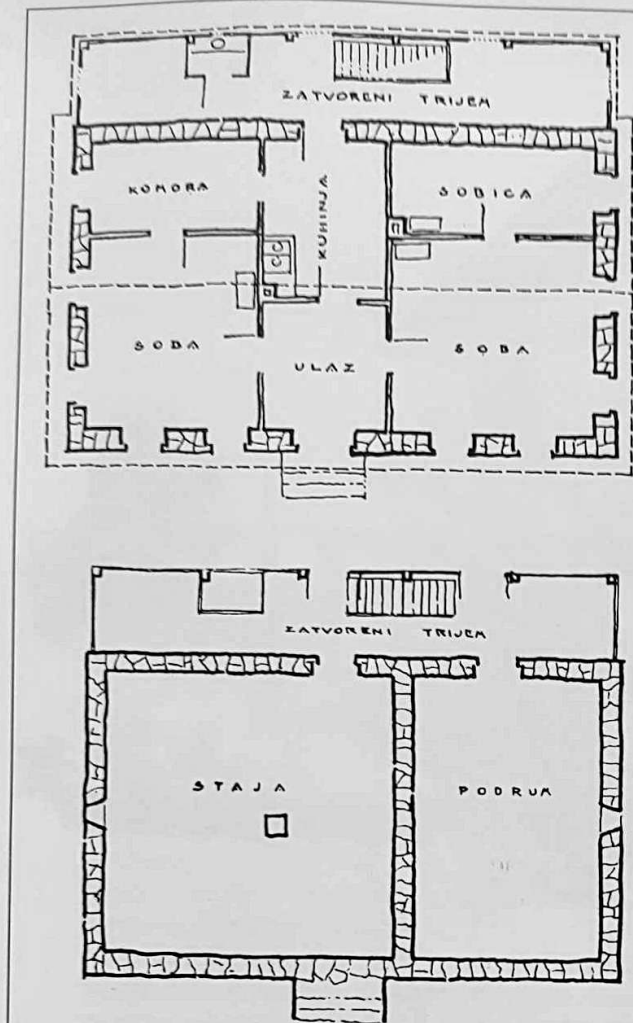 ZATVORENI TRIJEM
KOMORA
KUHINJA
SOBICA
SOBA
ULAZ
SOBA
ZATVORENI TRIJEM
STAJA
PODRUM